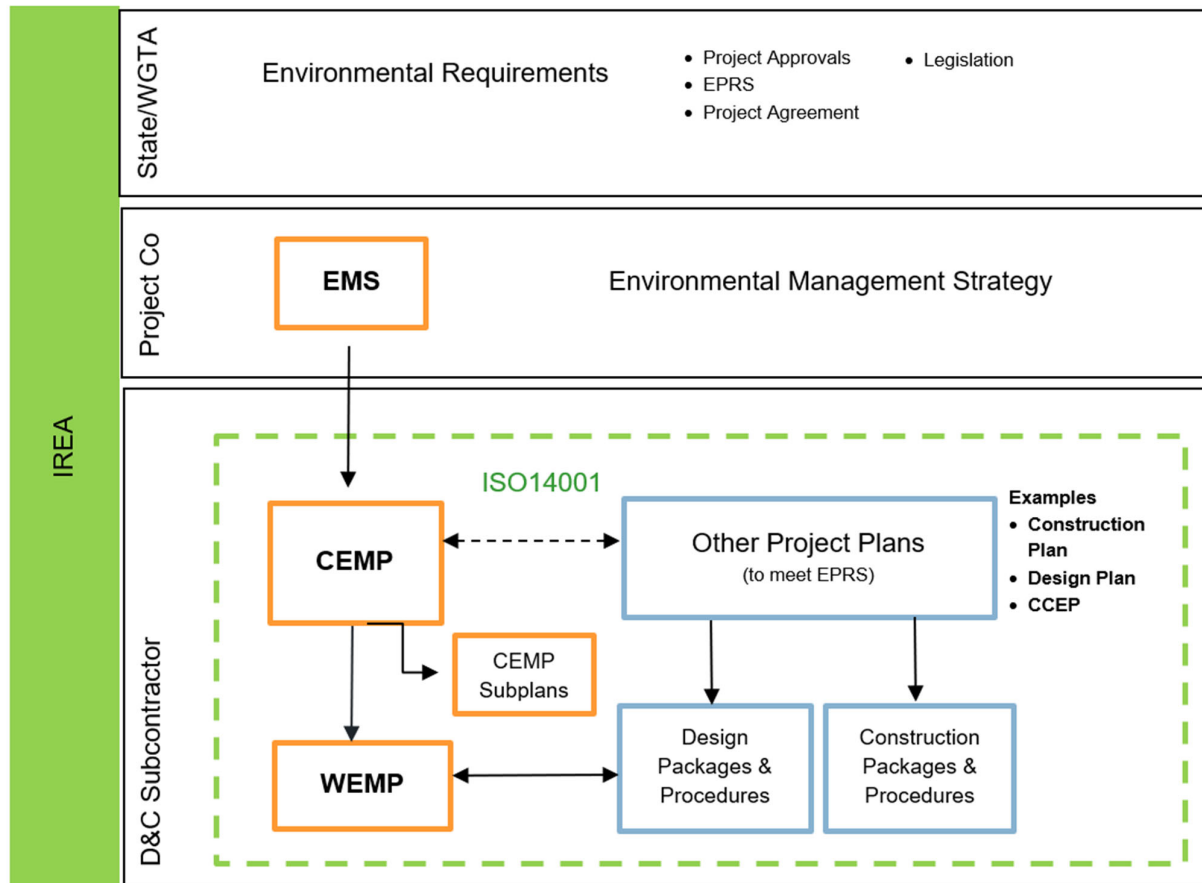 IREA
State/WGTA
Environmental Requirements
• Project Approvals
• EPRS
• Project Agreement
• Legislation
Project Co
EMS
Environmental Management Strategy
D&C Subcontractor
ISO14001
CEMP
Other Project Plans
(to meet EPRS)
Examples
• Construction
Plan
• Design Plan
• CCEP
CEMP
Subplans
WEMP
Design
Packages &
Procedures
Construction
Packages &
Procedures